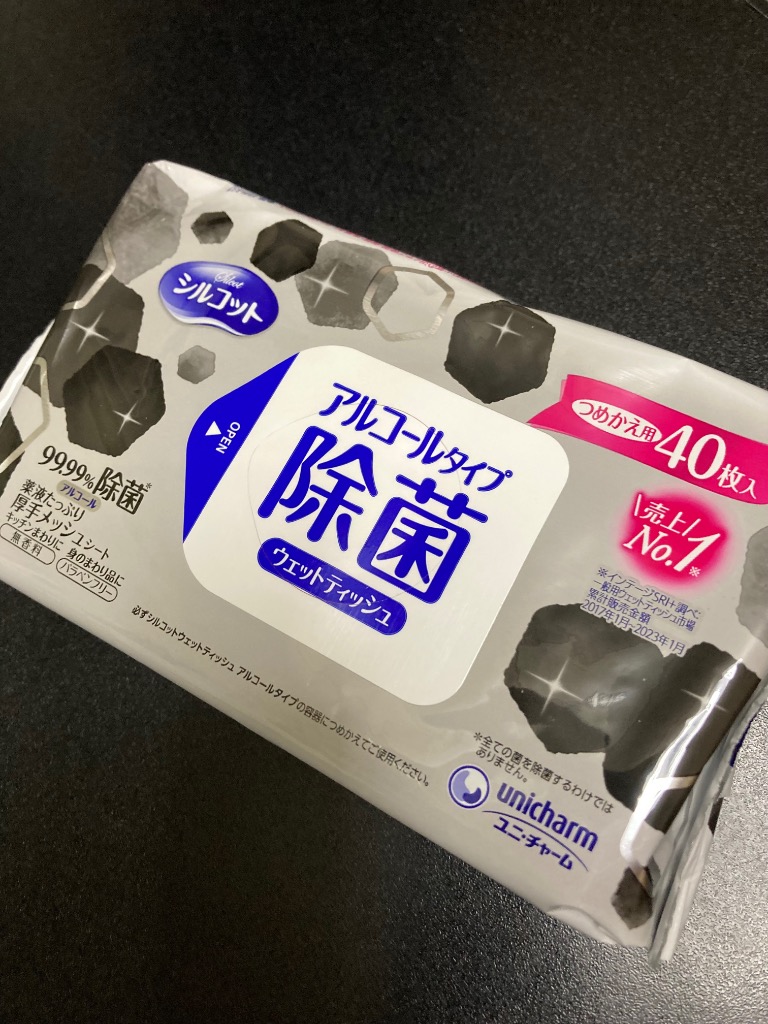 Silcot
シルコット
OPEN
アルコールタイプ
除菌
ウェットティッシュ
つめかえ用 40枚入
売上
No.1※
※インテージSRI+調べ:
一般用ウェットティッシュ市場
累計販売金額
2017年1月~2023年1月
99.99%除菌*
アルコール
薬液たっぷり
厚手メッシュシート
キッチンまわりに 身のまわり品に
無香料 パラベンフリー
必ずシルコットウェットティッシュ アルコールタイプの容器につめかえてご使用ください。
*全ての菌を除菌するわけでは
ありません。
unicharm
ユニ・チャーム